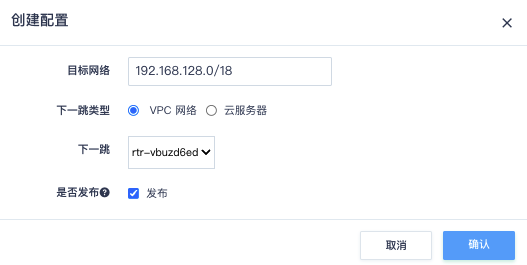 创建配置
目标网络 192.168.128.0/18
下一跳类型 VPC 网络 云服务器
下一跳 rtr-vbuzd6ed
是否发布 发布
取消 确认